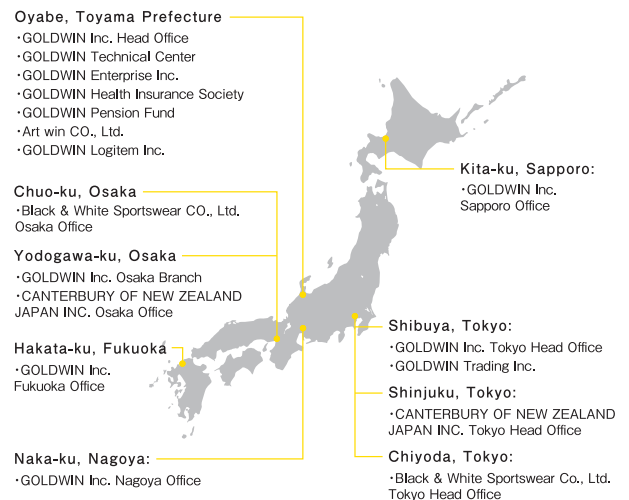 Oyabe, Toyama Prefecture
・GOLDWIN Inc. Head Office
・GOLDWIN Technical Center
・GOLDWIN Enterprise Inc.
・GOLDWIN Health Insurance Society
・GOLDWIN Pension Fund
・Art win CO., Ltd.
・GOLDWIN Logitem Inc.
Chuo-ku, Osaka
・Black & White Sportswear CO., Ltd.
Osaka Office
Yodogawa-ku, Osaka
・GOLDWIN Inc. Osaka Branch
・CANTERBURY OF NEW ZEALAND
JAPAN INC. Osaka Office
Hakata-ku, Fukuoka
・GOLDWIN Inc.
Fukuoka Office
Naka-ku, Nagoya:
・GOLDWIN Inc. Nagoya Office
Kita-ku, Sapporo:
・GOLDWIN Inc.
Sapporo Office
Shibuya, Tokyo:
・GOLDWIN Inc. Tokyo Head Office
・GOLDWIN Trading Inc.
Shinjuku, Tokyo:
・CANTERBURY OF NEW ZEALAND
JAPAN INC. Tokyo Head Office
Chiyoda, Tokyo:
・Black & White Sportswear Co., Ltd.
Tokyo Head Office